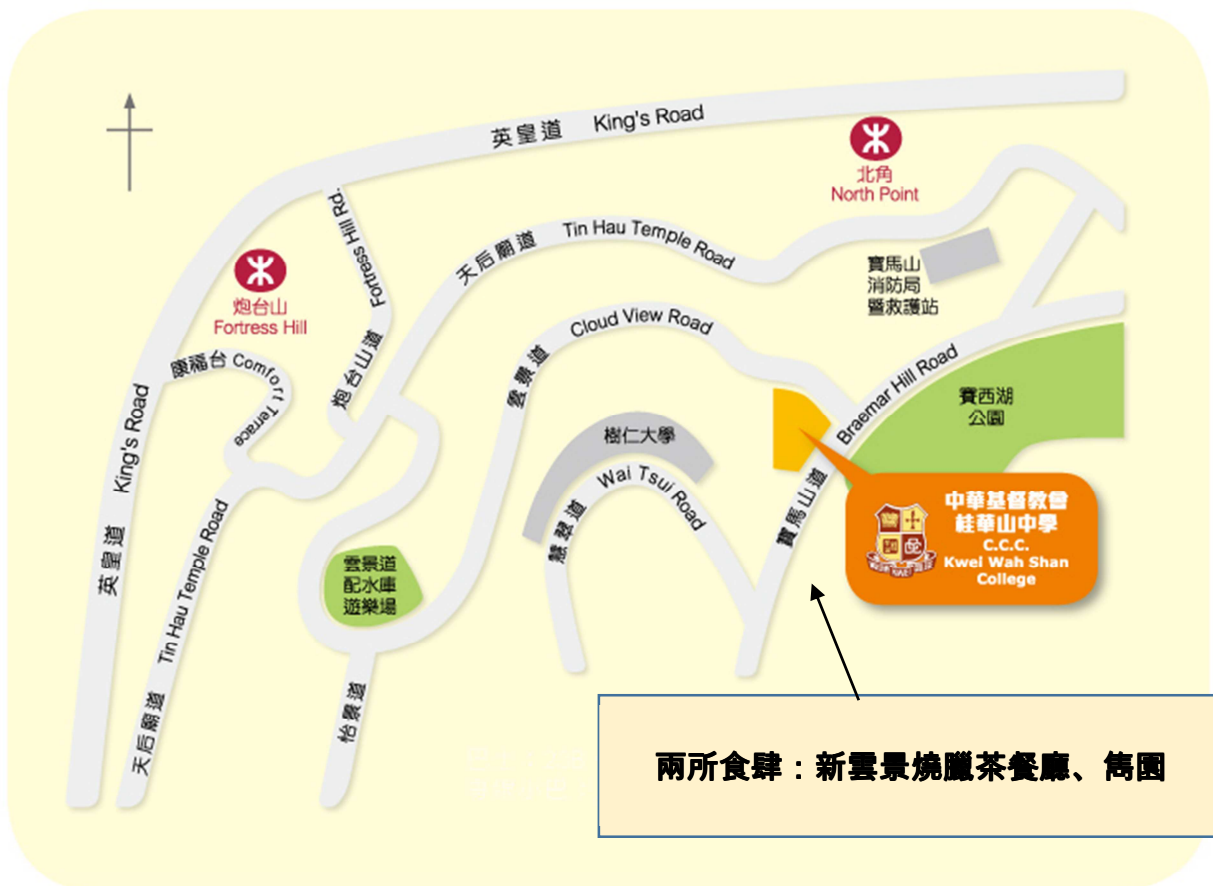 英皇道 King's Road
北角
North Point
Fortress Hill Rd.
炮台山道
天后廟道 Tin Hau Temple Road
寶馬山
消防局
暨救護站
炮台山
Fortress Hill
康福台 Comfort Terrace
雲景道 Cloud View Road
Braemar Hill Road
寶馬山道
賽西湖
公園
樹仁大學
慧翠道 Wai Tsui Road
英皇道 King's Road
天后廟道 Tin Hau Temple Road
中華基督教會
桂華山中學
C.C.C.
Kwei Wah Shan
College
雲景道
配水庫
遊樂場
怡景道
兩所食肆：新雲景燒臘茶餐廳、雋園